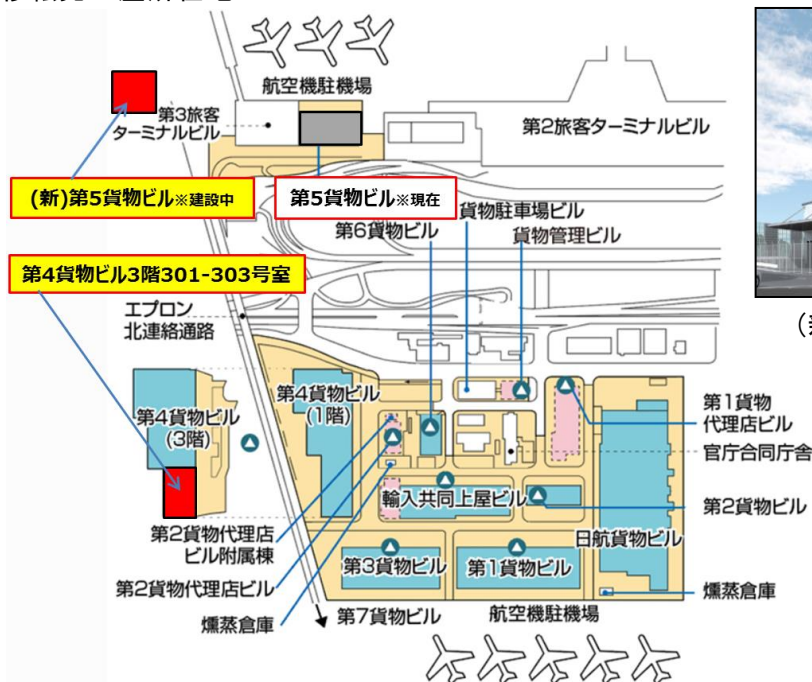 航空機駐機場
第3旅客
ターミナルビル
第2旅客ターミナルビル
(新)第5貨物ビル※建設中
第5貨物ビル※現在
貨物駐車場ビル
第6貨物ビル
貨物管理ビル
第4貨物ビル3階301-303号室
エプロン
北連絡通路
第4貨物ビル
(3階)
第4貨物ビル
(1階)
第1貨物
代理店ビル
官庁合同庁舎
輸入共同上屋ビル
第2貨物ビル
日航貨物ビル
第2貨物代理店
ビル附属棟
第3貨物ビル
第1貨物ビル
第2貨物代理店ビル
燻蒸倉庫
燻蒸倉庫
第7貨物ビル
航空機駐機場